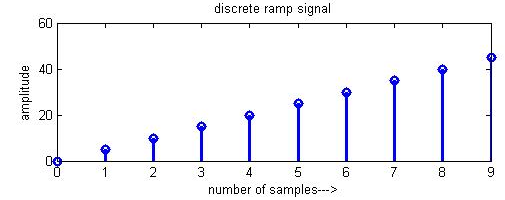 discrete ramp signal
60
40
20
0
amplitude
0 1 2 3 4 5 6 7 8 9
number of samples--->